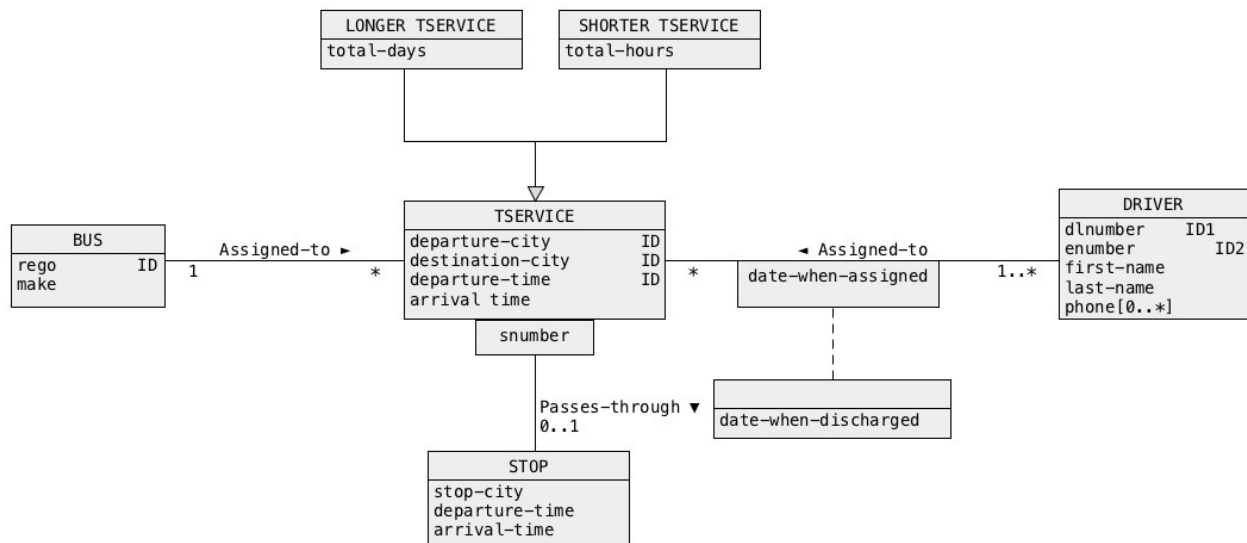 LONGER TSERVICE
total-days
SHORTER TSERVICE
total-hours
BUS
rego ID
make
Assigned-to ►
1
*
TSERVICE
departure-city ID
destination-city ID
departure-time ID
arrival time
snumber
◄ Assigned-to
*
date-when-assigned
1..*
DRIVER
dlnumber ID1
enumber ID2
first-name
last-name
phone[0..*]
date-when-discharged
Passes-through ▼
0..1
STOP
stop-city
departure-time
arrival-time